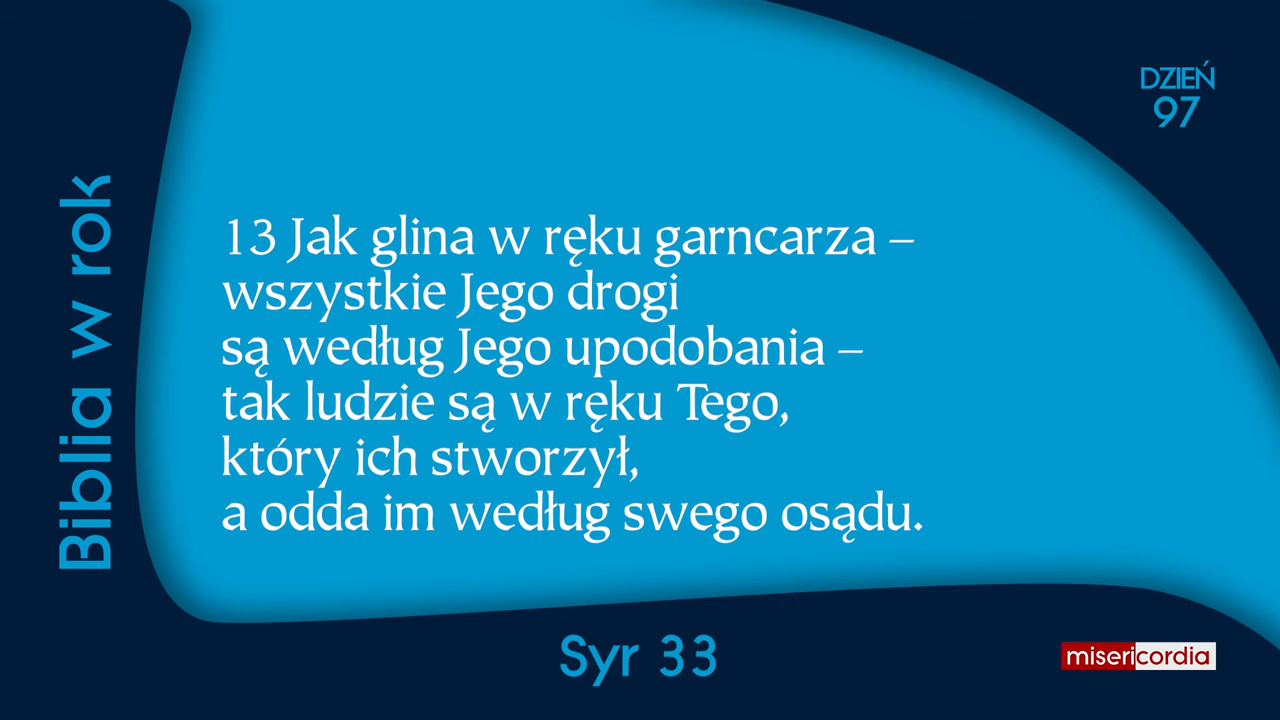 DZIEŃ
97
Biblia w rok
13 Jak glina w ręku garncarza –
wszystkie Jego drogi
są według Jego upodobania –
tak ludzie są w ręku Tego,
który ich stworzył,
a odda im według swego osądu.
Syr 33
misericordia